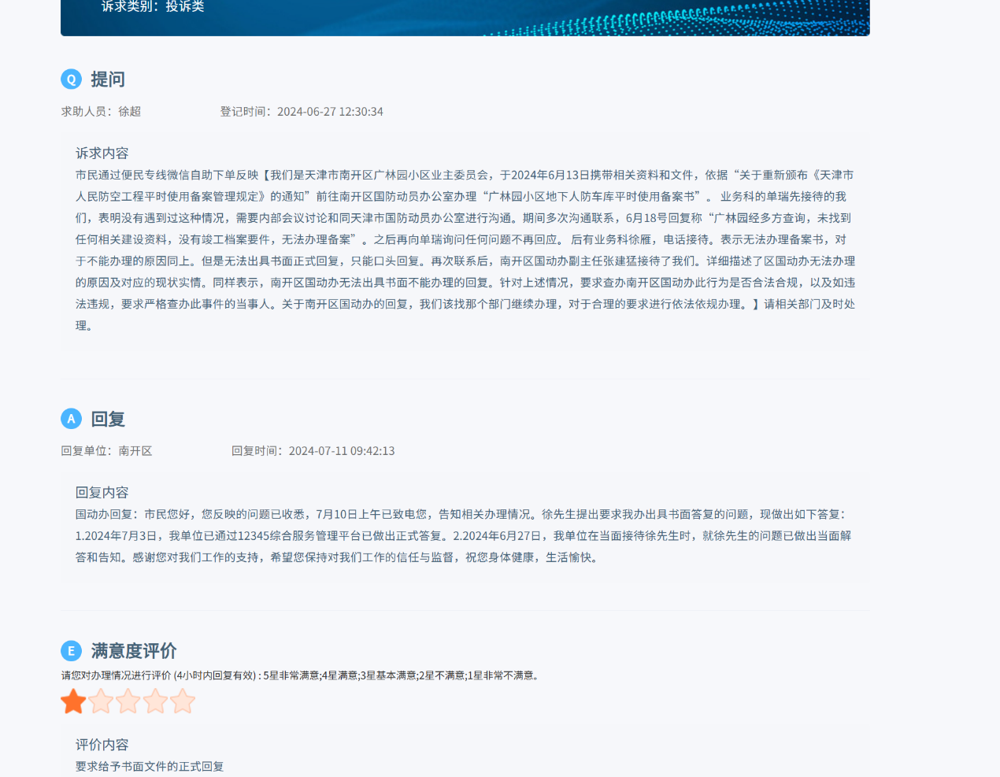 诉求类别：投诉类
Q 提问
求助人员：徐超 登记时间：2024-06-27 12:30:34
诉求内容
市民通过便民专线微信自助下单反映【我们是天津市南开区广林园小区业主委员会，于2024年6月13日携带相关资料和文件，依据“关于重新颁布《天津市
人民防空工程平时使用备案管理规定》的通知”前往南开区国防动员办公室办理“广林园小区地下人防车库平时使用备案书”。 业务科的单瑞先接待的我
们，表明没有遇到过这种情况，需要内部会议讨论和同天津市国防动员办公室进行沟通。期间多次沟通联系，6月18号回复称“广林园经多方查询，未找到
任何相关建设资料，没有竣工档案要件，无法办理备案”。之后再向单瑞询问任何问题不再回应。 后有业务科徐雁，电话接待。表示无法办理备案书，对
于不能办理的原因同上。但是无法出具书面正式回复，只能口头回复。再次联系后，南开区国动办副主任张建猛接待了我们。详细描述了区国动办无法办理
的原因及对应的现状实情。同样表示，南开区国动办无法出具书面不能办理的回复。针对上述情况，要求查办南开区国动办此行为是否合法合规，以及如违
法违规，要求严格查办此事件的当事人。关于南开区国动办的回复，我们该找那个部门继续办理，对于合理的要求进行依法依规办理。】请相关部门及时处
理。
A 回复
回复单位：南开区 回复时间：2024-07-11 09:42:13
回复内容
国动办回复：市民您好，您反映的问题已收悉，7月10日上午已致电您，告知相关办理情况。徐先生提出要求我办出具书面答复的问题，现做出如下答复：
1.2024年7月3日，我单位已通过12345综合服务管理平台已做出正式答复。2.2024年6月27日，我单位在当面接待徐先生时，就徐先生的问题已做出当面解
答和告知。感谢您对我们工作的支持，希望您保持对我们工作的信任与监督，祝您身体健康，生活愉快。
E 满意度评价
请您对办理情况进行评价 (4小时内回复有效) : 5星非常满意;4星满意;3星基本满意;2星不满意;1星非常不满意。
评价内容
要求给予书面文件的正式回复